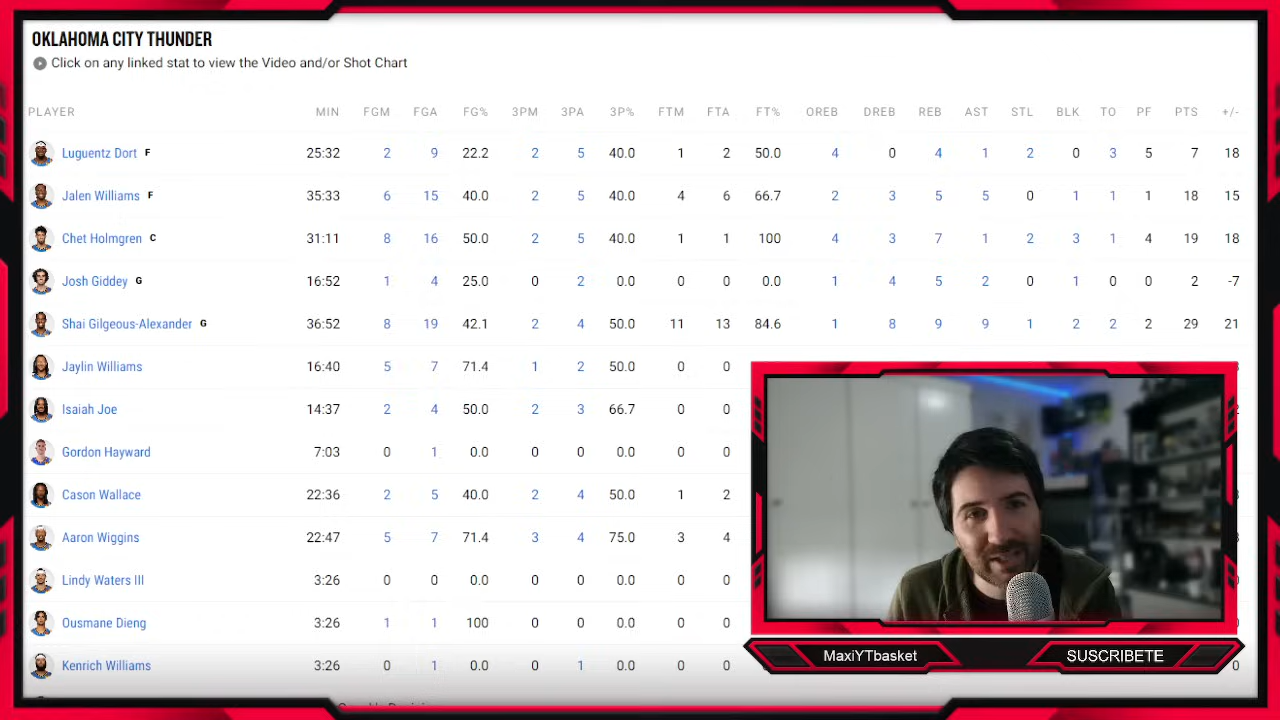 OKLAHOMA CITY THUNDER
Click on any linked stat to view the Video and/or Shot Chart
PLAYER MIN FGM FGA FG% 3PM 3PA 3P% FTM FTA FT% OREB DREB REB AST STL BLK TO PF PTS +/-
Luguentz Dort F 25:32 2 9 22.2 2 5 40.0 1 2 50.0 4 0 4 1 2 0 3 5 7 18
Jalen Williams F 35:33 6 15 40.0 2 5 40.0 4 6 66.7 2 3 5 5 0 1 1 1 18 15
Chet Holmgren C 31:11 8 16 50.0 2 5 40.0 1 1 100 4 3 7 1 2 3 1 4 19 18
Josh Giddey G 16:52 1 4 25.0 0 2 0.0 0 0 0.0 1 4 5 2 0 1 0 0 2 -7
Shai Gilgeous-Alexander G 36:52 8 19 42.1 2 4 50.0 11 13 84.6 1 8 9 9 1 2 2 2 29 21
Jaylin Williams 16:40 5 7 71.4 1 2 50.0 0 0
Isaiah Joe 14:37 2 4 50.0 2 3 66.7 0 0
Gordon Hayward 7:03 0 1 0.0 0 0 0.0 0 0
Cason Wallace 22:36 2 5 40.0 2 4 50.0 1 2
Aaron Wiggins 22:47 5 7 71.4 3 4 75.0 3 4
Lindy Waters III 3:26 0 0 0.0 0 0 0.0 0 0
Ousmane Dieng 3:26 1 1 100 0 0 0.0 0 0
Kenrich Williams 3:26 0 1 0.0 0 1 0.0 0 0 0
MaxiYTbasket
SUSCRIBETE